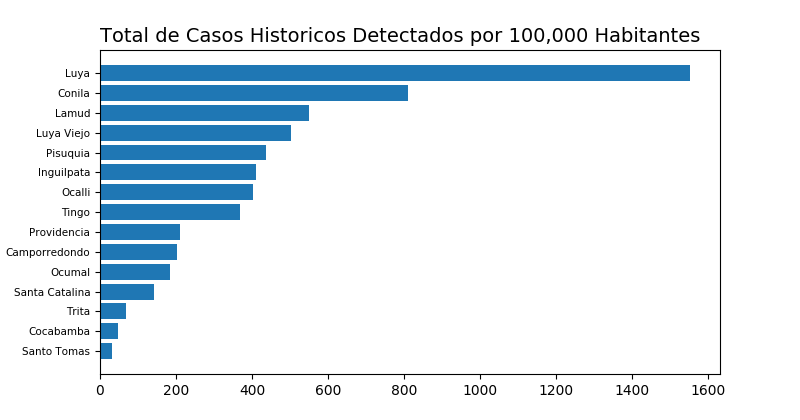 Total de Casos Historicos Detectados por 100,000 Habitantes
Luya
Conila
Lamud
Luya Viejo
Pisuquia
Inguilpata
Ocalli
Tingo
Providencia
Camporredondo
Ocumal
Santa Catalina
Trita
Cocabamba
Santo Tomas
0 200 400 600 800 1000 1200 1400 1600